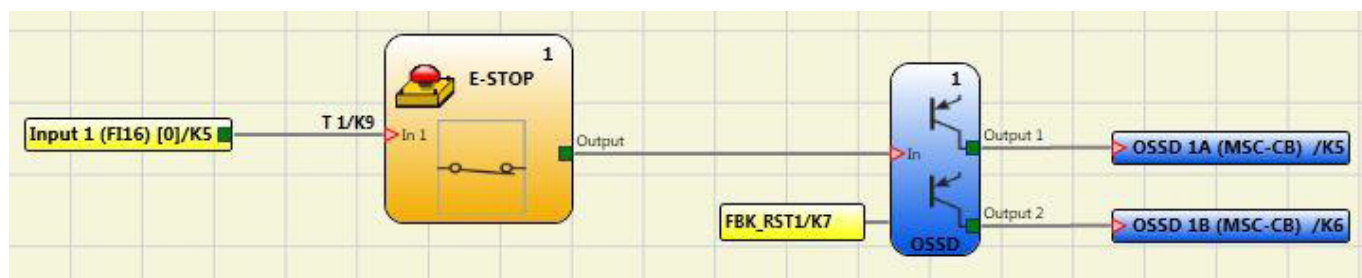 Input 1 (FI16) [0]/K5
T 1/K9
1
E-STOP
In 1
Output
FBK_RST1/K7
1
In
Output 1
Output 2
OSSD
OSSD 1A (MSC-CB) /K5
OSSD 1B (MSC-CB) /K6